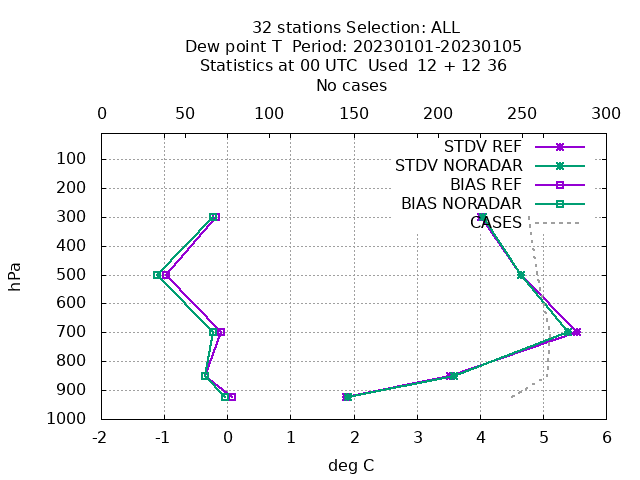 32 stations Selection: ALL
Dew point T  Period: 20230101-20230105
Statistics at 00 UTC  Used  12 + 12 36
No cases
0 50 100 150 200 250 300
STDV REF
STDV NORADAR
BIAS REF
BIAS NORADAR
CASES
100
200
300
400
500
600
700
800
900
1000
hPa
-2 -1 0 1 2 3 4 5 6
deg C